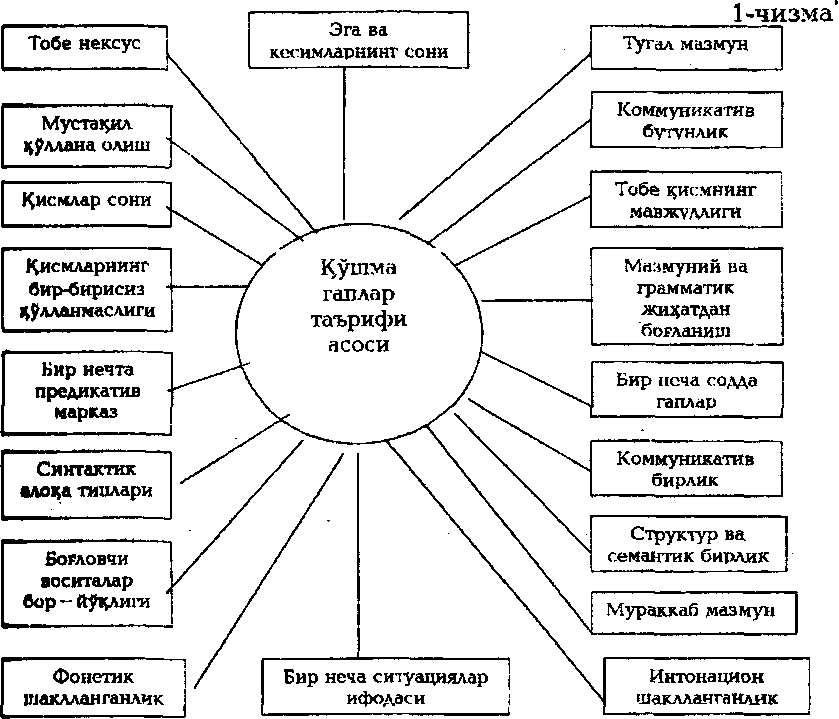 1-чизма
Тобе нексус
Эга ва
кесимларнинг сони
Тугал мазмун
Мустақил
қўллана олиш
Коммуникатив
бутунлик
Қисмлар сони
Тобе қисмнинг
мавжудлиги
Қўшма
гаплар
таърифи
асоси
Қисмларнинг
бир-бирисиз
қўлланмаслиги
Мазмуний ва
грамматик
жиҳатдан
боғланиш
Бир нечта
предикатив
марказ
Бир неча содда
гаплар
Синтактик
алоқа типлари
Коммуникатив
бирлик
Боғловчи
воситалар
бор – йўқлиги
Структур ва
семантик бирлик
Мураккаб мазмун
Фонетик
шаклланганлик
Бир неча ситуациялар
ифодаси
Интонацион
шаклланганлик